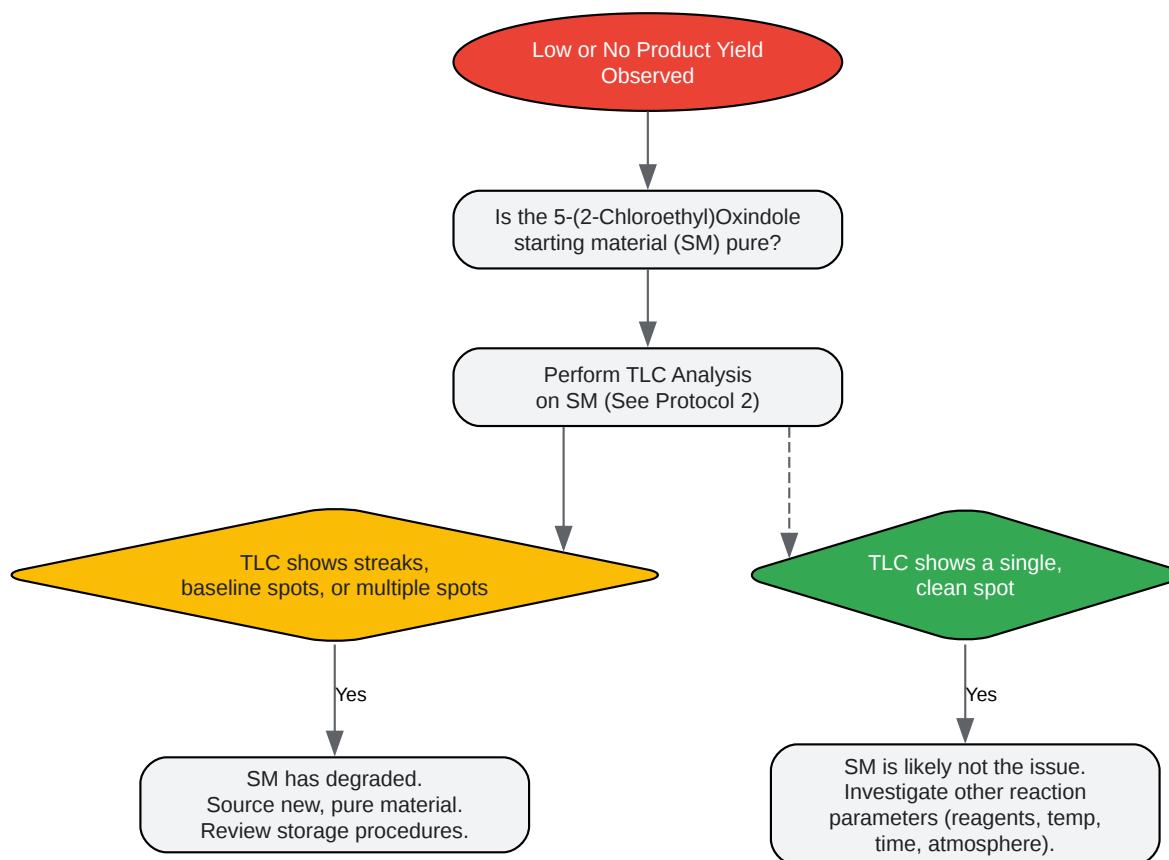 Low or No Product Yield
Observed
Is the 5-(2-Chloroethyl)Oxindole
starting material (SM) pure?
Perform TLC Analysis
on SM (See Protocol 2)
TLC shows streaks,
baseline spots, or multiple spots
TLC shows a single,
clean spot
Yes
Yes
SM has degraded.
Source new, pure material.
Review storage procedures.
SM is likely not the issue.
Investigate other reaction
parameters (reagents, temp,
time, atmosphere).